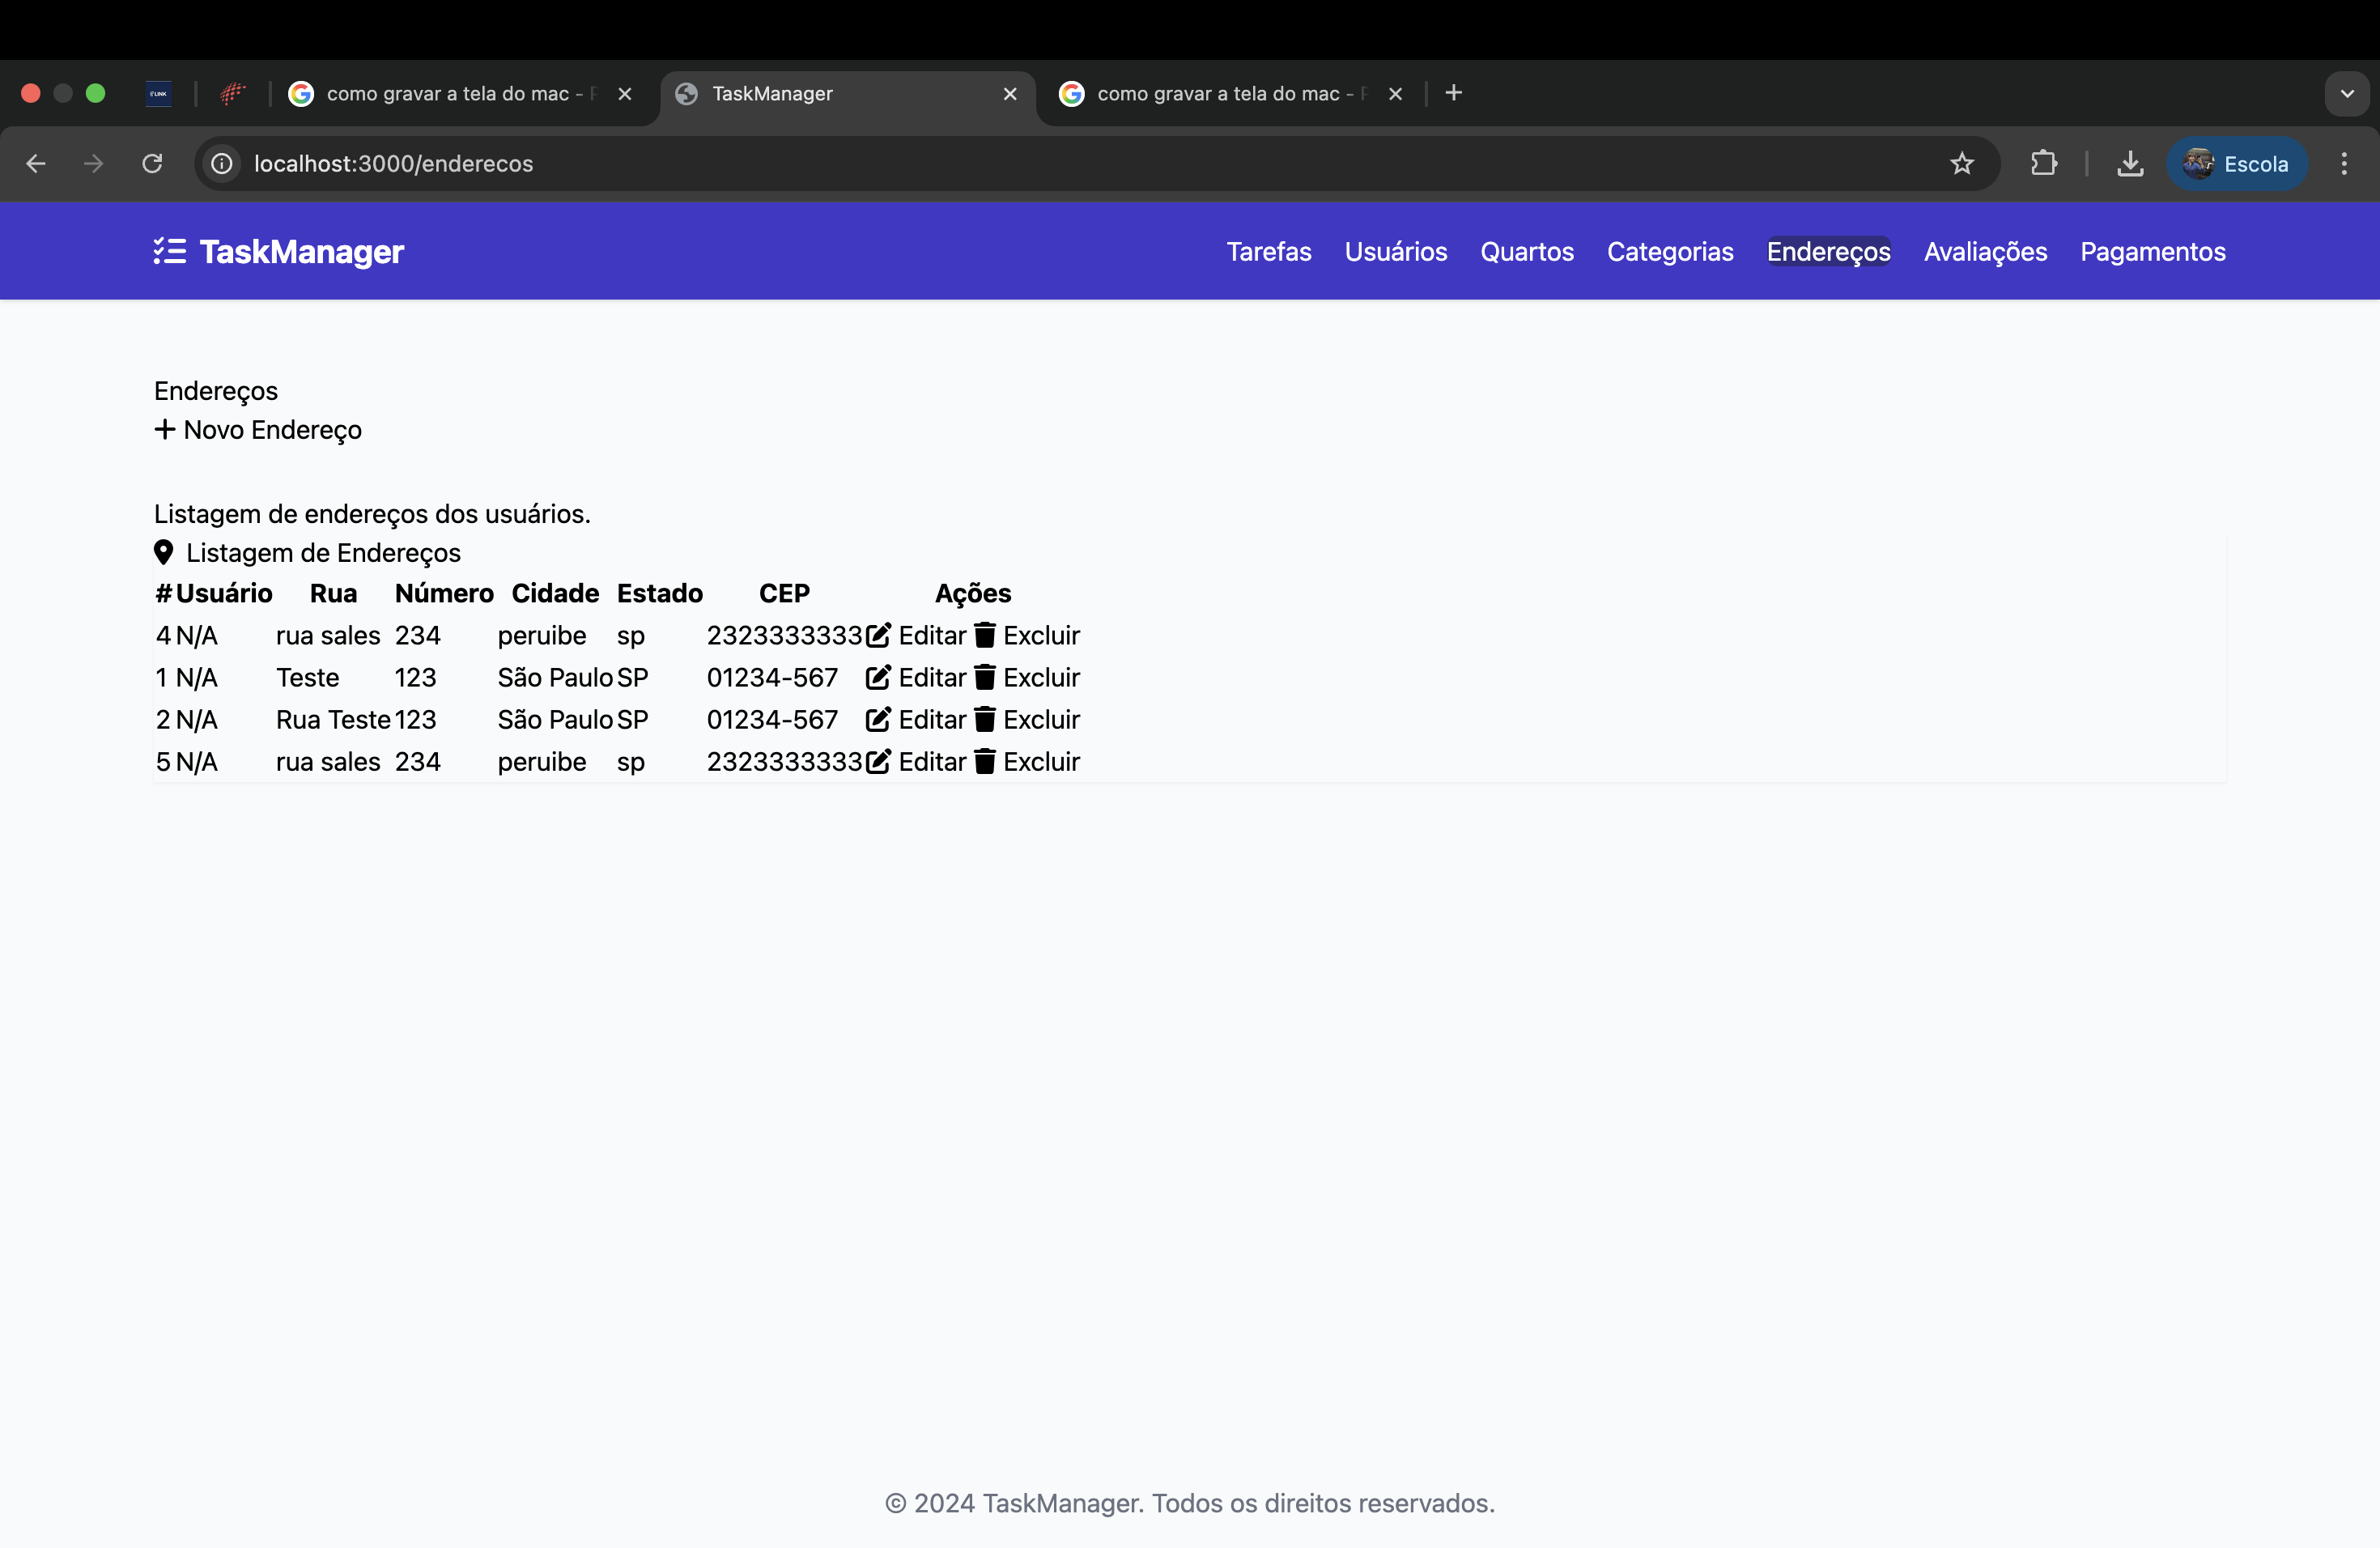 LINK
como gravar a tela do mac -
TaskManager
como gravar a tela do mac -
localhost:3000/enderecos
Escola
TaskManager
Tarefas Usuários Quartos Categorias Endereços Avaliações Pagamentos
Endereços
+ Novo Endereço
Listagem de endereços dos usuários.
Listagem de Endereços
# Usuário Rua Número Cidade Estado CEP Ações
4 N/A rua sales 234 peruibe sp 2323333333 Editar Excluir
1 N/A Teste 123 São Paulo SP 01234-567 Editar Excluir
2 N/A Rua Teste 123 São Paulo SP 01234-567 Editar Excluir
5 N/A rua sales 234 peruibe sp 2323333333 Editar Excluir
© 2024 TaskManager. Todos os direitos reservados.